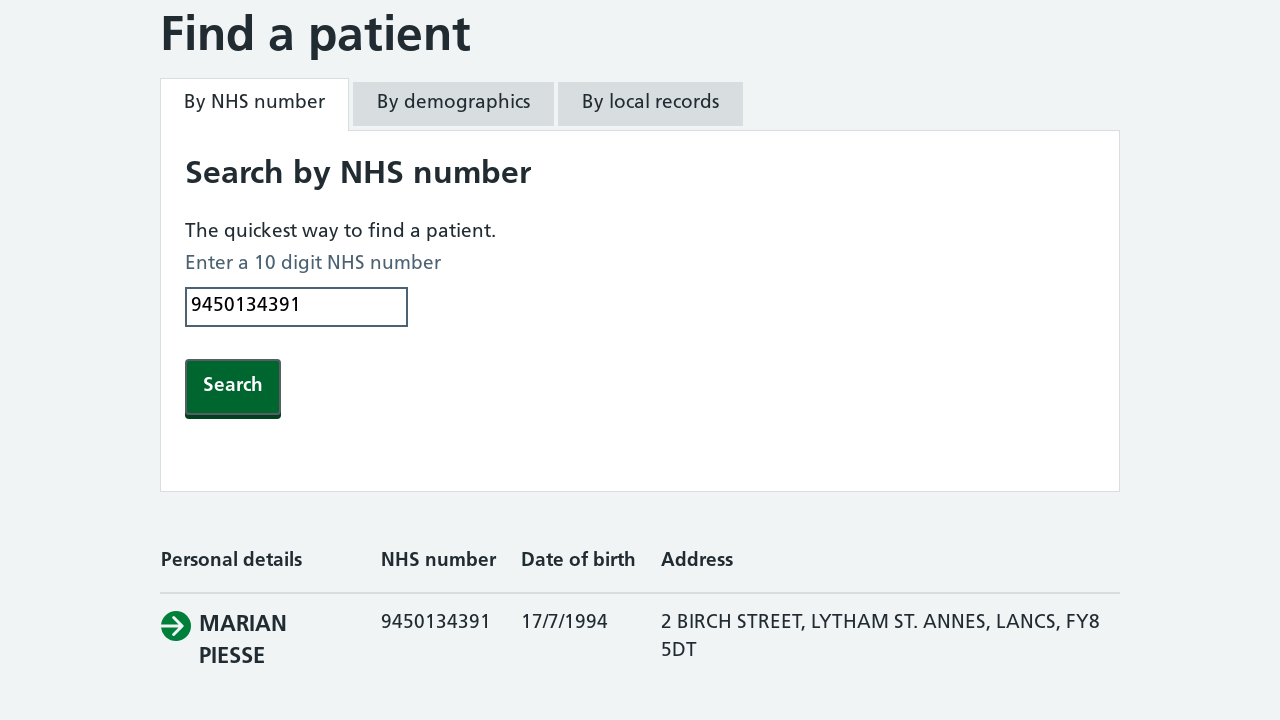 Find a patient
By NHS number
By demographics
By local records
Search by NHS number
The quickest way to find a patient.
Enter a 10 digit NHS number
9450134391
Search
Personal details
NHS number
Date of birth
Address
MARIAN
PIESSE
9450134391
17/7/1994
2 BIRCH STREET, LYTHAM ST. ANNES, LANCS, FY8
5DT